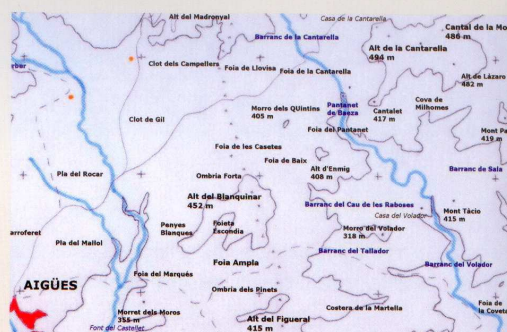 Alt del Madronyal
Casa de la Cantarella
Cantal de la Mo
486 m
Barranc de la Cantarella
Alt de la Cantarella
494 m
Clot dels Campellers
Foia de Llovisa
Foia de la Cantarella
Alt de Lázaro
482 m
Morro dels QUintins
405 m
Pantanet
de Baeza
Cantalet
417 m
Cova de
Milhomes
Clot de Gil
Foia del Pantanet
Mont Pa
419 m
Foia de les Casetes
Foia de Baix
Pla del Rocar
Ombria Forta
Alt d'Enmig
408 m
Barranc de Sala
Alt del Blanquinar
452 m
Barranc del Cau de les Raboses
Casa del Volador
Mont Tàcio
415 m
arroferet
Pla del Mallol
Penyes
Blanques
Foieta
Escondia
Morro del Volador
318 m
Barranc del Tallador
Foia Ampla
Barranc del Volador
Foia del Marqués
AIGÜES
Ombria dels Pinets
Morret dels Moros
355 m
Font del Castellet
Alt del Figueral
415 m
Costera de la Martella
Foia de
la Coveta